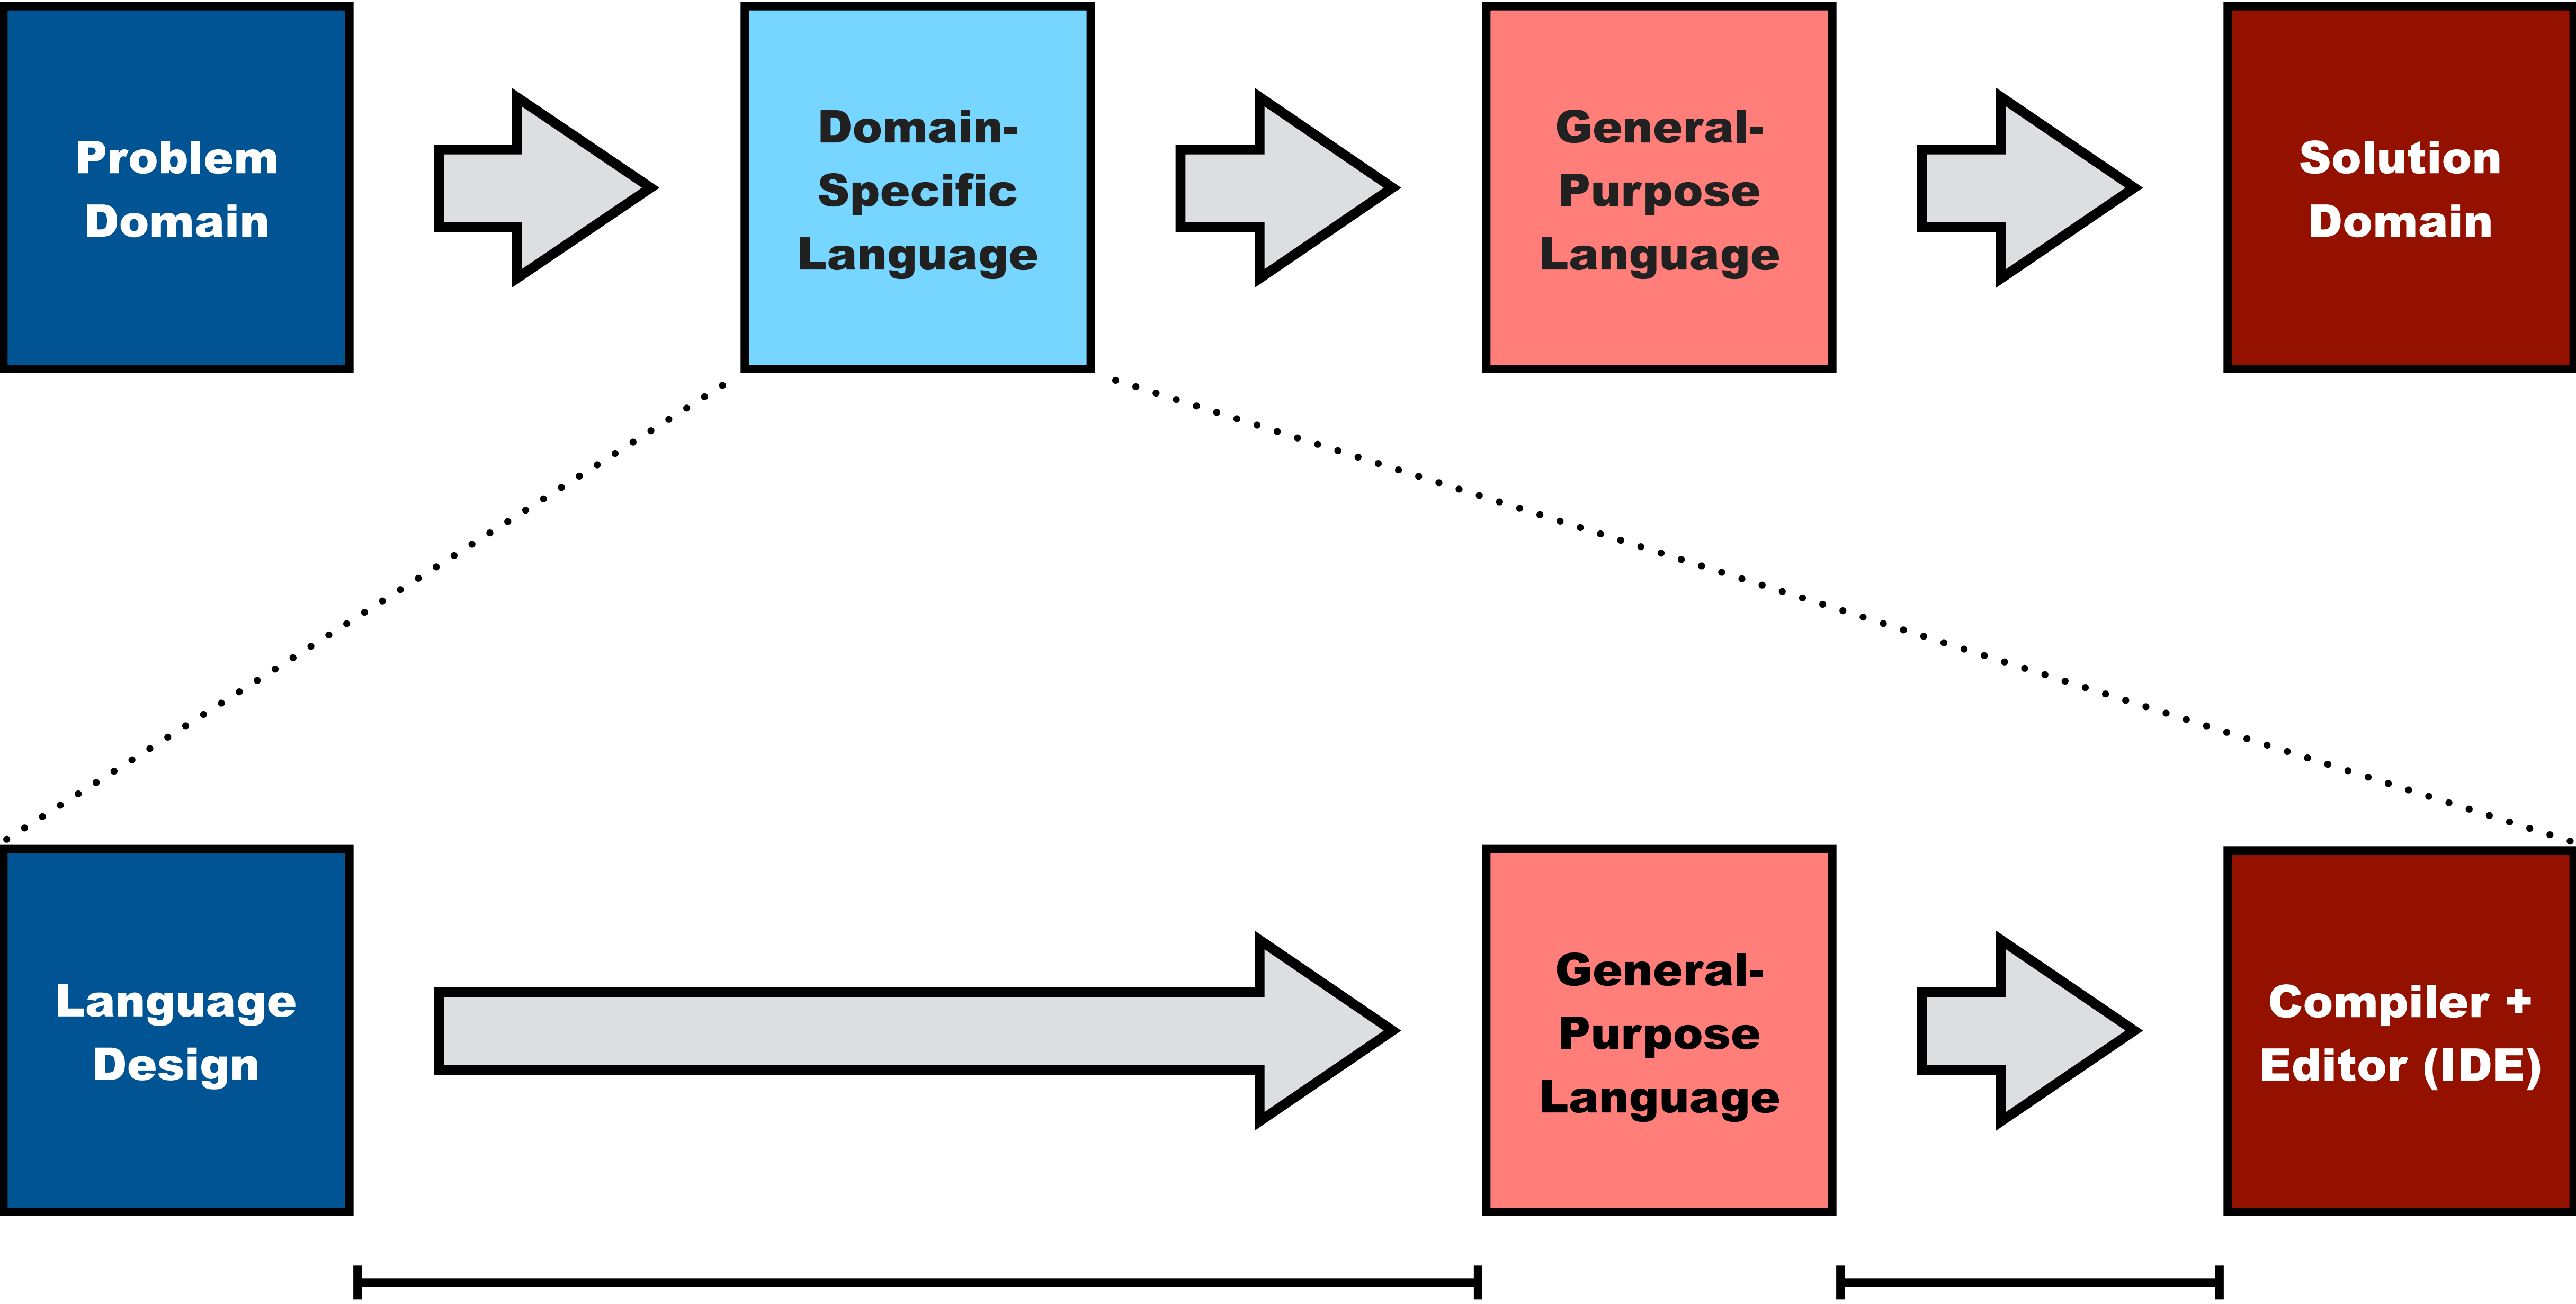 Problem
Domain
Domain-
Specific
Language
General-
Purpose
Language
Solution
Domain
Language
Design
General-
Purpose
Language
Compiler +
Editor (IDE)